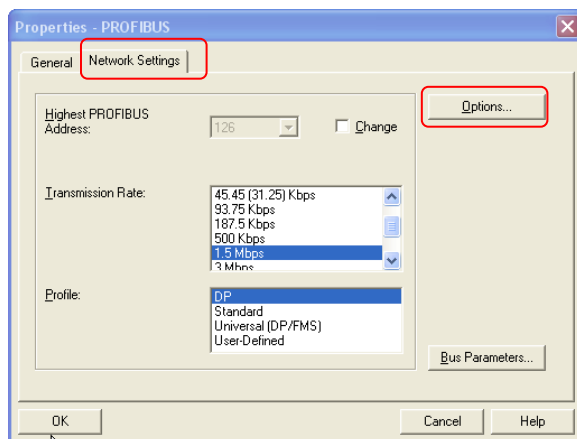 Properties - PROFIBUS
General
Network Settings
Options...
Highest PROFIBUS
Address:
126
Change
Transmission Rate:
45.45 (31.25) Kbps
93.75 Kbps
187.5 Kbps
500 Kbps
1.5 Mbps
3 Mbps
Profile:
DP
Standard
Universal (DP/FMS)
User-Defined
Bus Parameters...
OK
Cancel
Help